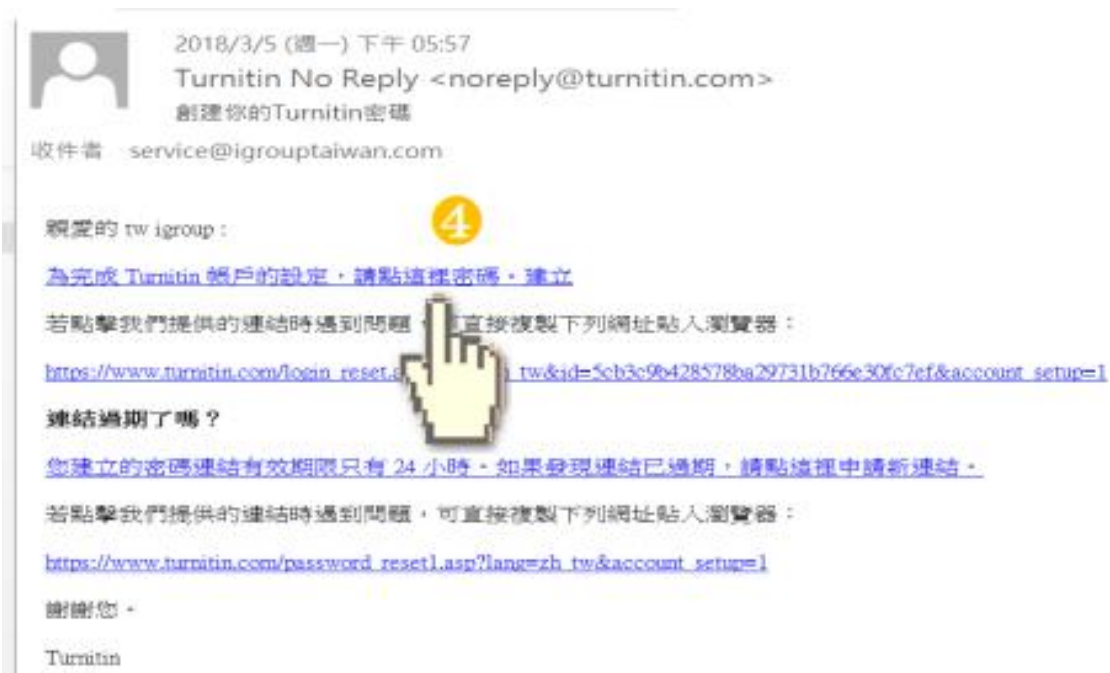 2018/3/5 (週一) 下午 05:57
Turnitin No Reply <noreply@turnitin.com>
創建你的Turnitin密碼
收件者 service@igrouptaiwan.com
4
親愛的 tw igroup :
為完成 Turnitin 帳戶的設定，請點這裡密碼。建立
若點擊我們提供的連結時遇到問題，直接複製下列網址貼入瀏覽器：
https://www.turnitin.com/login_reset. tw&id=5cb3c9b428578ba29731b766e30fc7ef&account_setup=1
連結過期了嗎？
您建立的密碼連結有效期限只有 24 小時。如果發現連結已過期，請點這裡申請新連結。
若點擊我們提供的連結時遇到問題，可直接複製下列網址貼入瀏覽器：
https://www.turnitin.com/password_reset1.asp?lang=zh_tw&account_setup=1
謝謝您。
Turnitin